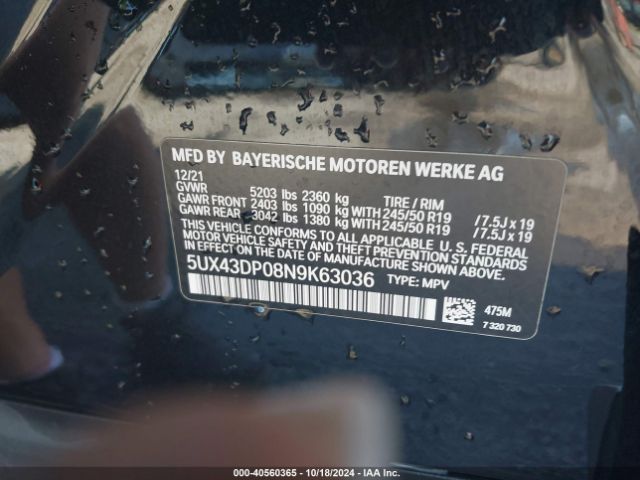 MFD BY BAYERISCHE MOTOREN WERKE AG
12/21
GVWR 5203 lbs 2360 kg TIRE / RIM
GAWR FRONT 2403 lbs 1090 kg WITH 245/50 R19 /7.5J x 19
GAWR REAR 3042 lbs 1380 kg WITH 245/50 R19 /7.5J x 19
THIS VEHICLE CONFORMS TO ALL APPLICABLE U. S. FEDERAL
MOTOR VEHICLE SAFETY, BUMPER, AND THEFT PREVENTION
STANDARDS IN EFFECT ON THE DATE OF MANUFACTURE SHOWN ABOVE.
5UX43DP08N9K63036 TYPE: MPV
475M
7 320 730
000-40560365 | 10/18/2024 | IAAI.COM